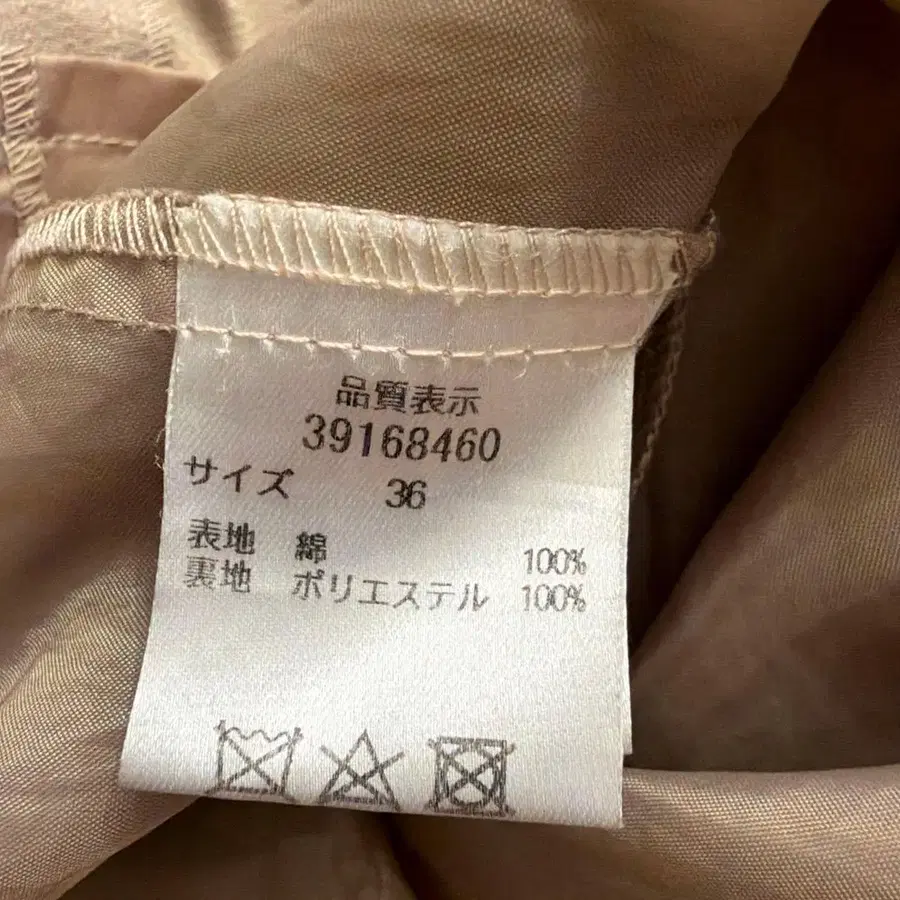 品質表示
39168460
サイズ 36
表地 綿 100%
裏地 ポリエステル 100%